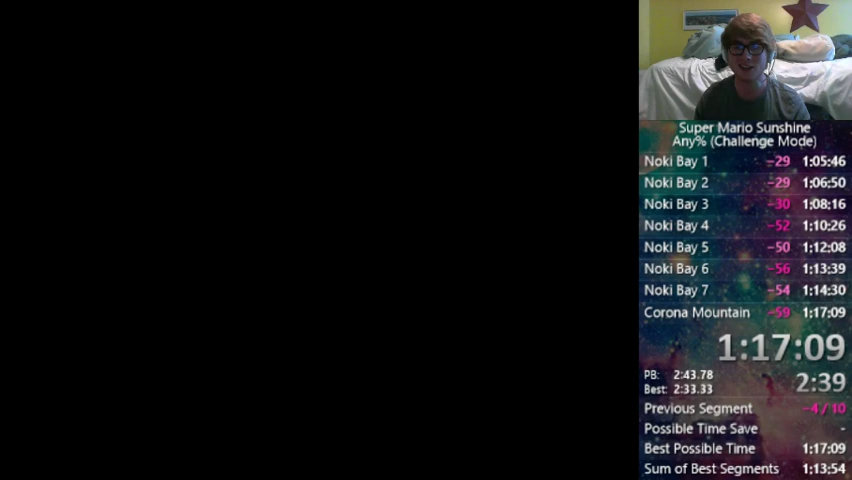 Super Mario Sunshine
Any% (Challenge Mode)
Noki Bay 1 -29 1:05:46
Noki Bay 2 -29 1:06:50
Noki Bay 3 -30 1:08:16
Noki Bay 4 -52 1:10:26
Noki Bay 5 -50 1:12:08
Noki Bay 6 -56 1:13:39
Noki Bay 7 -54 1:14:30
Corona Mountain -59 1:17:09
1:17:09
PB: 2:43.78
Best: 2:33.33
2:39
Previous Segment -4 / 10
Possible Time Save -
Best Possible Time 1:17:09
Sum of Best Segments 1:13:54